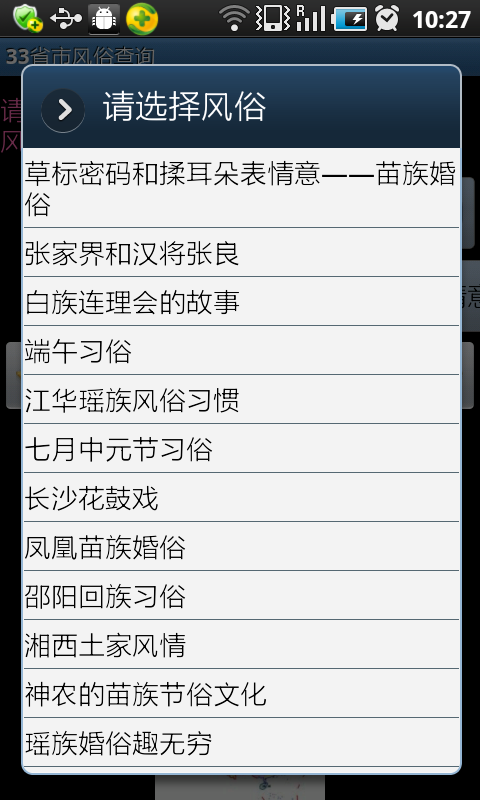 10:27
33省市风俗查询
请
风
请选择风俗
草标密码和揉耳朵表情意——苗族婚
俗
张家界和汉将张良
白族连理会的故事
情意
端午习俗
江华瑶族风俗习惯
七月中元节习俗
长沙花鼓戏
凤凰苗族婚俗
邵阳回族习俗
湘西土家风情
神农的苗族节俗文化
瑶族婚俗趣无穷